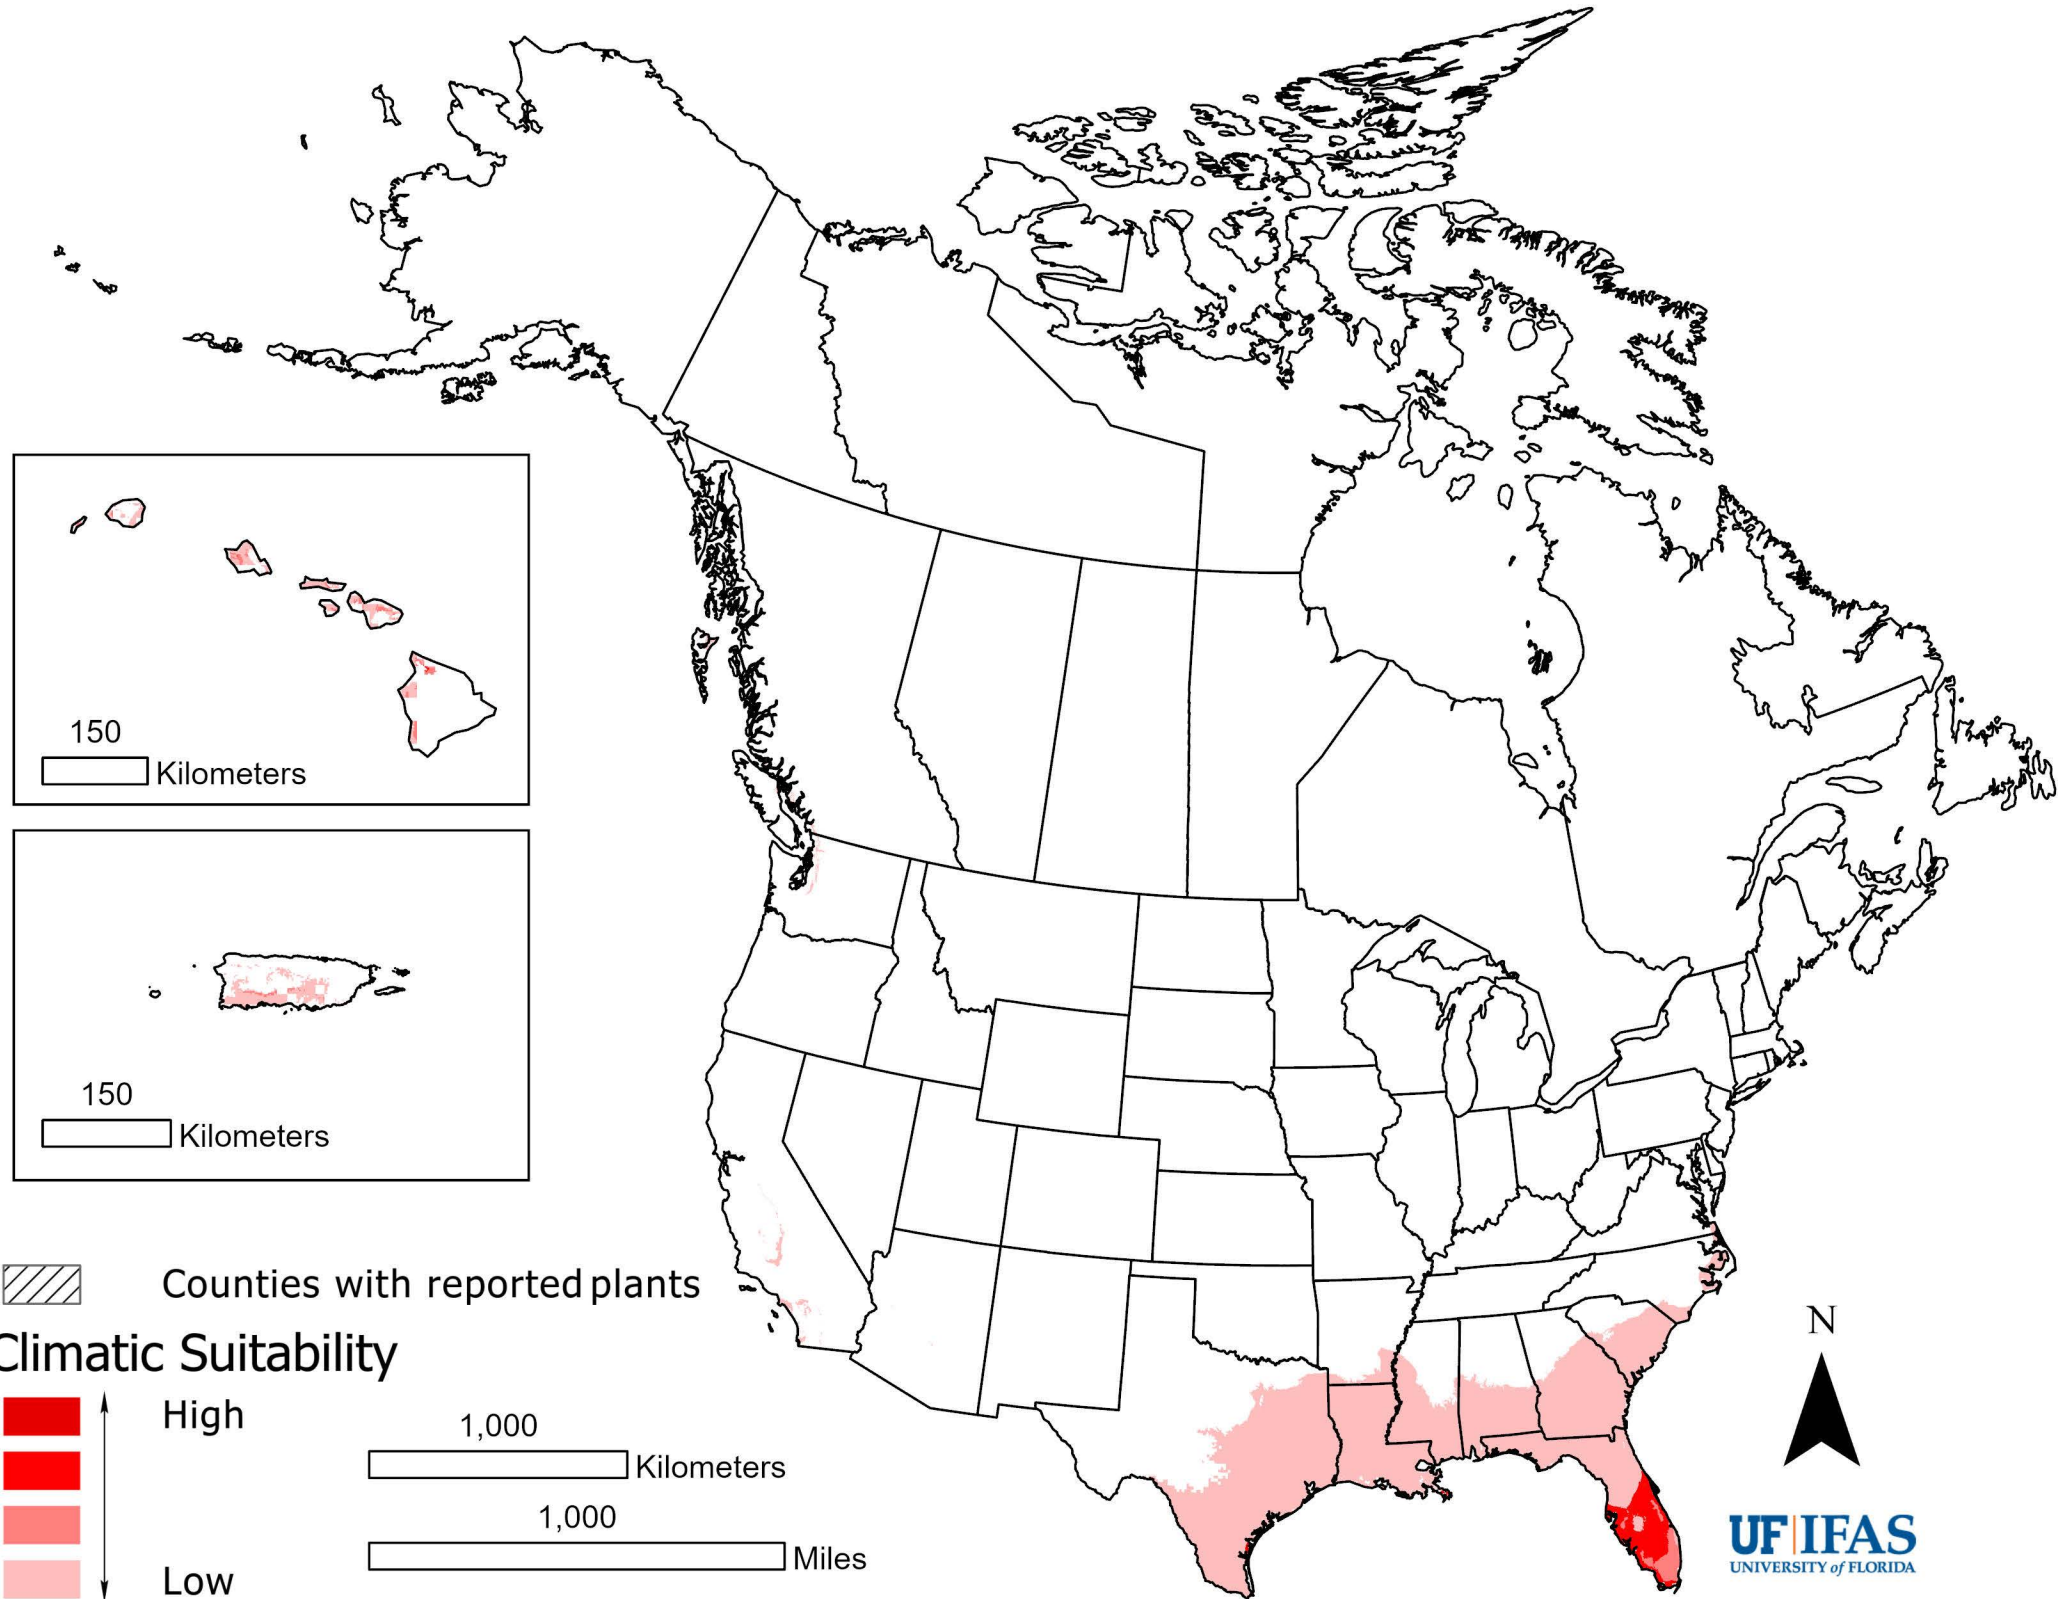 150
Kilometers
150
Kilometers
Counties with reported plants
Climatic Suitability
High
Low
1,000
Kilometers
1,000
Miles
N
UF|IFAS
UNIVERSITY of FLORIDA